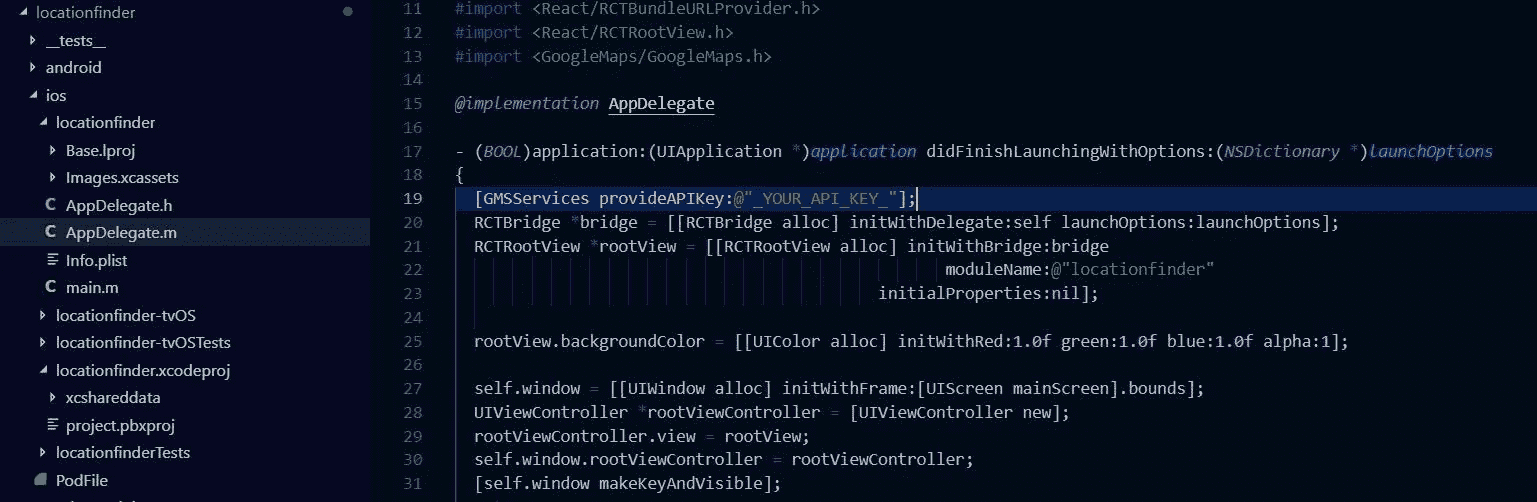 locationfinder
__tests__
android
ios
locationfinder
Base.lproj
Images.xcassets
AppDelegate.h
AppDelegate.m
Info.plist
main.m
locationfinder-tvOS
locationfinder-tvOSTests
locationfinder.xcodeproj
xcshareddata
project.pbxproj
locationfinderTests
PodFile
11 #import <React/RCTBundleURLProvider.h>
12 #import <React/RCTRootView.h>
13 #import <GoogleMaps/GoogleMaps.h>
14
15 @implementation AppDelegate
16
17 - (BOOL)application:(UIApplication *)application didFinishLaunchingWithOptions:(NSDictionary *)launchOptions
18 {
19 [GMSServices provideAPIKey:@"_YOUR_API_KEY_"];
20 RCTBridge *bridge = [[RCTBridge alloc] initWithDelegate:self launchOptions:launchOptions];
21 RCTRootView *rootView = [[RCTRootView alloc] initWithBridge:bridge
22 moduleName:@"locationfinder"
23 initialProperties:nil];
24
25 rootView.backgroundColor = [[UIColor alloc] initWithRed:1.0f green:1.0f blue:1.0f alpha:1];
26
27 self.window = [[UIWindow alloc] initWithFrame:[UIScreen mainScreen].bounds];
28 UIViewController *rootViewController = [UIViewController new];
29 rootViewController.view = rootView;
30 self.window.rootViewController = rootViewController;
31 [self.window makeKeyAndVisible];